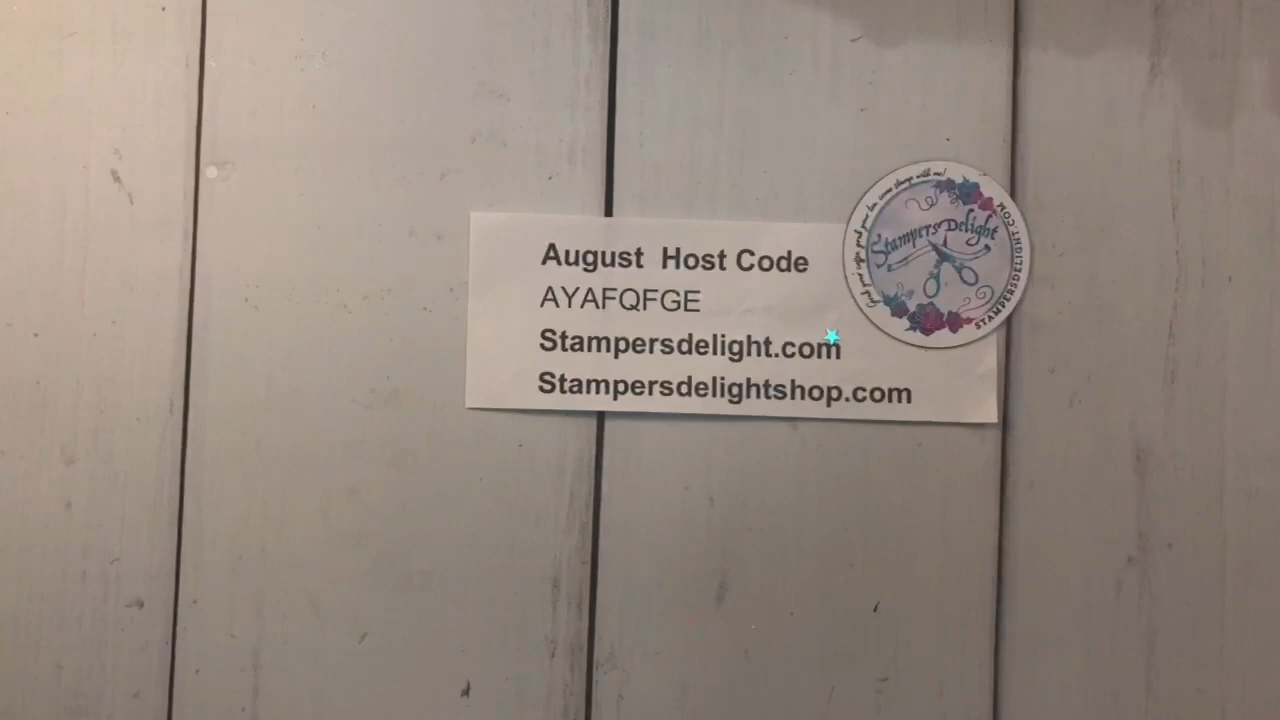 August Host Code
AYAFQFGE
Stampersdelight.com
Stampersdelightshop.com
Stampers Delight
STAMPERSDELIGHT.COM